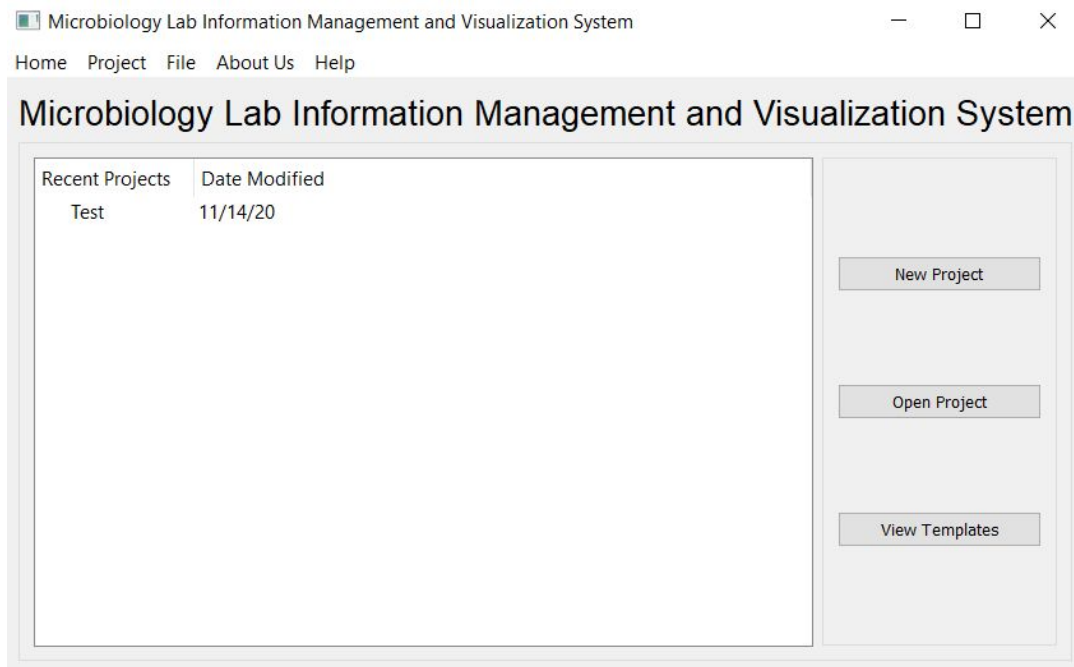 Microbiology Lab Information Management and Visualization System
Home Project File About Us Help
Microbiology Lab Information Management and Visualization System
Recent Projects Date Modified
Test 11/14/20
New Project
Open Project
View Templates